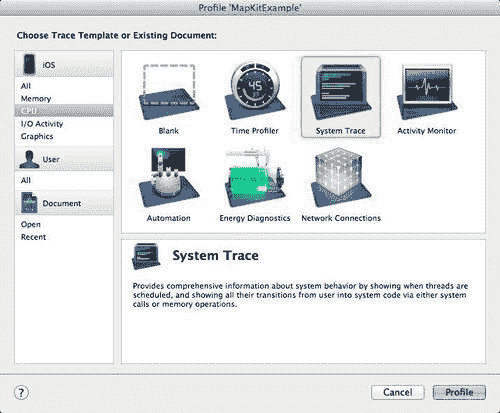 Profile 'MapKitExample'
Choose Trace Template or Existing Document:
iOS
All
Memory
CPU
I/O Activity
Graphics
User
All
Document
Open
Recent
Blank
45
Time Profiler
System Trace
Activity Monitor
Automation
Energy Diagnostics
Network Connections
System Trace
Provides comprehensive information about system behavior by showing when threads are
scheduled, and showing all their transitions from user into system code via either system
calls or memory operations.
?
Cancel
Profile